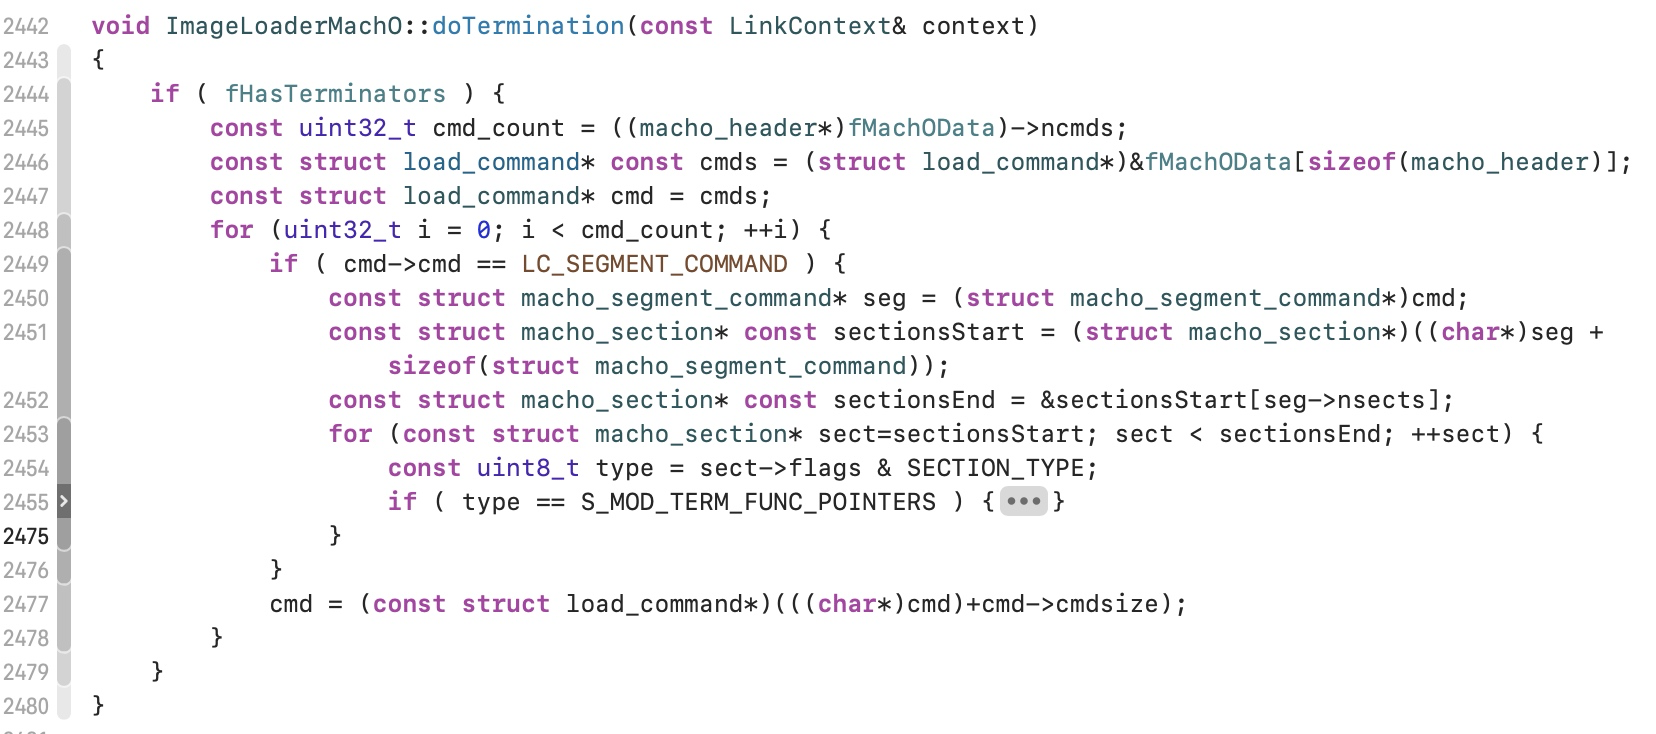 2442 void ImageLoaderMachO::doTermination(const LinkContext& context)
2443 {
2444     if ( fHasTerminators ) {
2445         const uint32_t cmd_count = ((macho_header*)fMachOData)->ncmds;
2446         const struct load_command* const cmds = (struct load_command*)&fMachOData[sizeof(macho_header)];
2447         const struct load_command* cmd = cmds;
2448         for (uint32_t i = 0; i < cmd_count; ++i) {
2449             if ( cmd->cmd == LC_SEGMENT_COMMAND ) {
2450                 const struct macho_segment_command* seg = (struct macho_segment_command*)cmd;
2451                 const struct macho_section* const sectionsStart = (struct macho_section*)((char*)seg +
                    sizeof(struct macho_segment_command));
2452                 const struct macho_section* const sectionsEnd = &sectionsStart[seg->nsects];
2453                 for (const struct macho_section* sect=sectionsStart; sect < sectionsEnd; ++sect) {
2454                     const uint8_t type = sect->flags & SECTION_TYPE;
2455                     if ( type == S_MOD_TERM_FUNC_POINTERS ) {•••}
2475                 }
2476             }
2477             cmd = (const struct load_command*)(((char*)cmd)+cmd->cmdsize);
2478         }
2479     }
2480 }